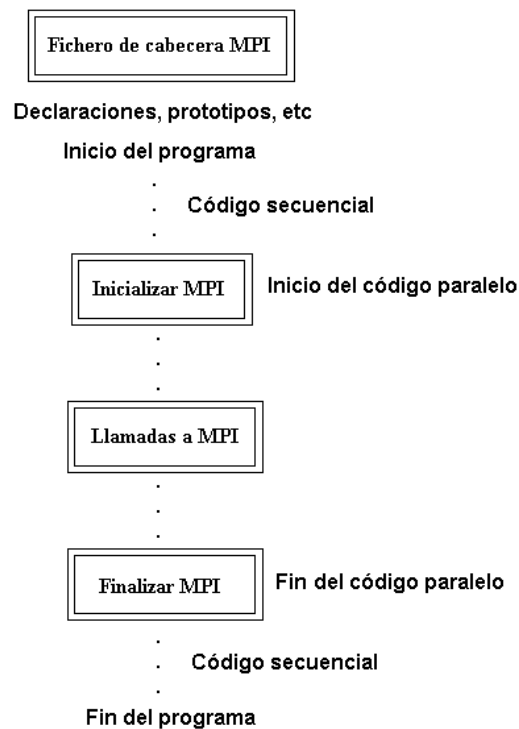 Fichero de cabecera MPI
Declaraciones, prototipos, etc
Inicio del programa
Código secuencial
Inicializar MPI
Inicio del código paralelo
Llamadas a MPI
Finalizar MPI
Fin del código paralelo
Código secuencial
Fin del programa